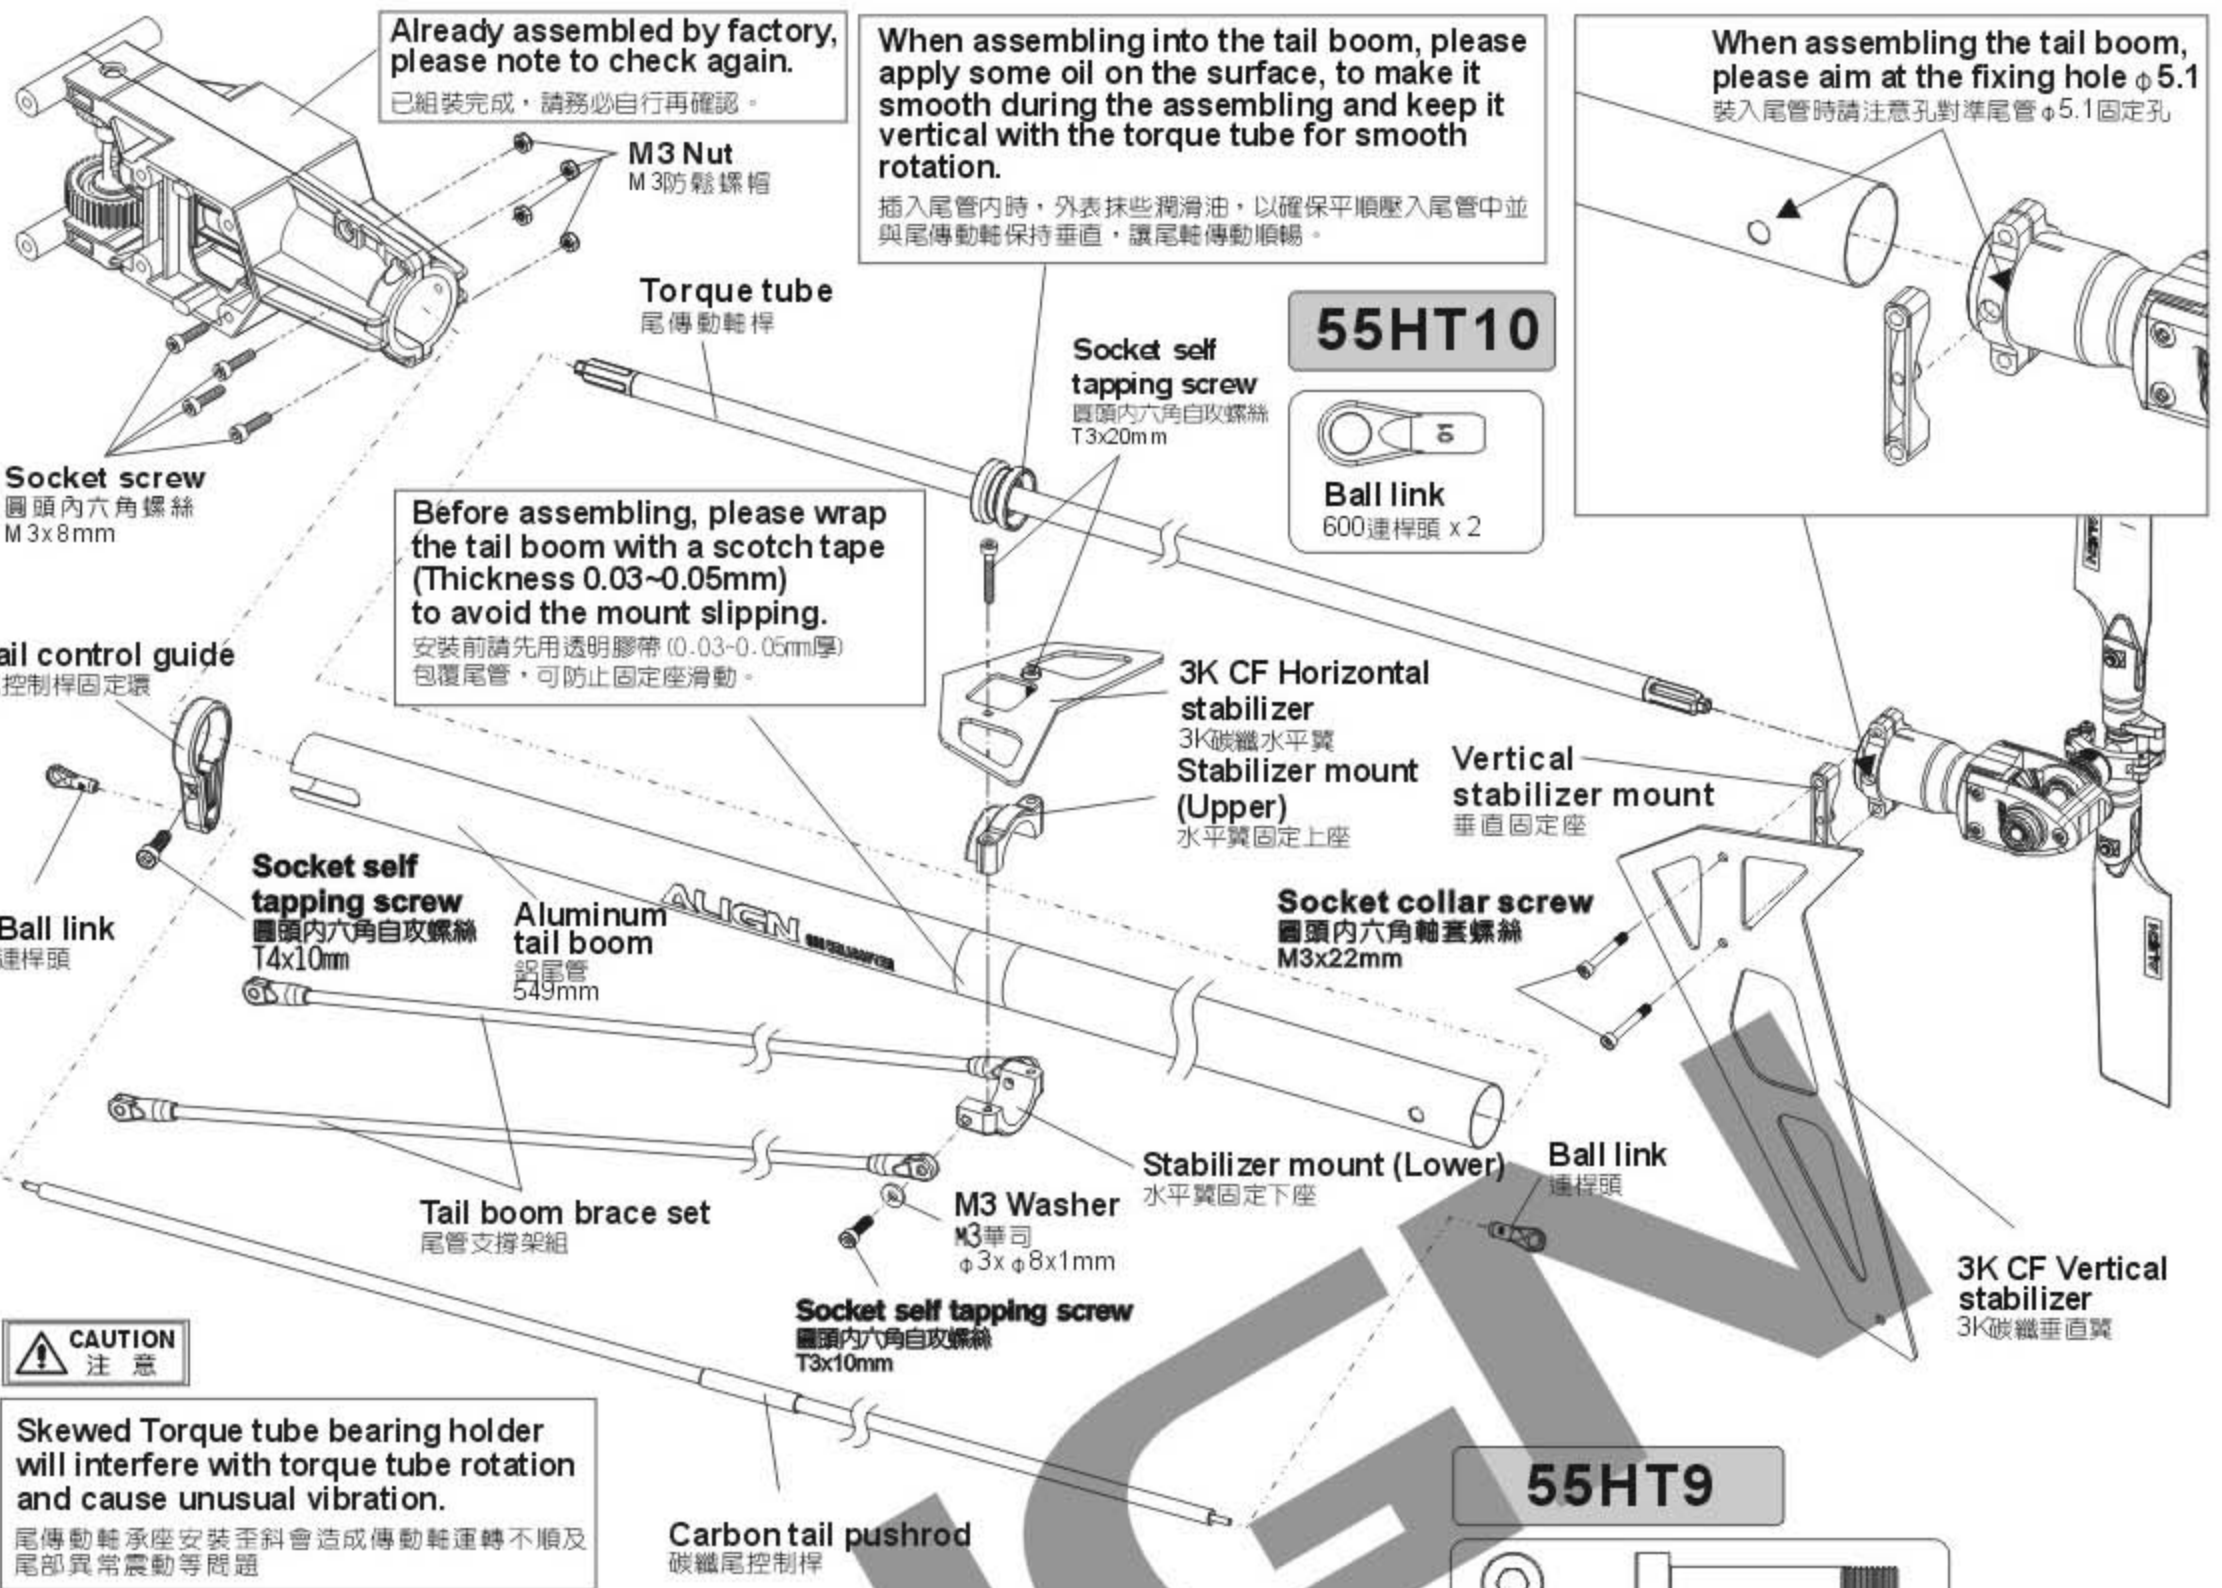 Already assembled by factory,
please note to check again.
已組裝完成，請務必自行再確認。
M3 Nut
M3防鬆螺帽
When assembling into the tail boom, please
apply some oil on the surface, to make it
smooth during the assembling and keep it
vertical with the torque tube for smooth
rotation.
插入尾管內時，外表抹些潤滑油，以確保平順壓入尾管中並
與尾傳動軸保持垂直，讓尾軸傳動順暢。
When assembling the tail boom,
please aim at the fixing hole φ5.1
裝入尾管時請注意孔對準尾管φ5.1固定孔
Torque tube
尾傳動軸桿
Socket self
tapping screw
圓頭內六角自攻螺絲
T3x20mm
55HT10
01
Ball link
600連桿頭 x 2
Socket screw
圓頭內六角螺絲
M3x8mm
Before assembling, please wrap
the tail boom with a scotch tape
(Thickness 0.03~0.05mm)
to avoid the mount slipping.
安裝前請先用透明膠帶(0.03-0.05mm厚)
包覆尾管，可防止固定座滑動。
ail control guide
控制桿固定環
3K CF Horizontal
stabilizer
3K碳纖水平翼
Stabilizer mount
(Upper)
水平翼固定上座
Vertical
stabilizer mount
垂直固定座
Socket self
tapping screw
圓頭內六角自攻螺絲
T4x10mm
Ball link
連桿頭
Aluminum
tail boom
鋁尾管
549mm
ALIGN
Socket collar screw
圓頭內六角軸套螺絲
M3x22mm
ALIGN
ALIGN
Tail boom brace set
尾管支撐架組
M3 Washer
M3華司
φ3x φ8x1mm
Stabilizer mount (Lower)
水平翼固定下座
Ball link
連桿頭
Socket self tapping screw
圓頭內六角自攻螺絲
T3x10mm
3K CF Vertical
stabilizer
3K碳纖垂直翼
CAUTION
注 意
Skewed Torque tube bearing holder
will interfere with torque tube rotation
and cause unusual vibration.
尾傳動軸承座安裝歪斜會造成傳動軸運轉不順及
尾部異常震動等問題
Carbon tail pushrod
碳纖尾控制桿
55HT9